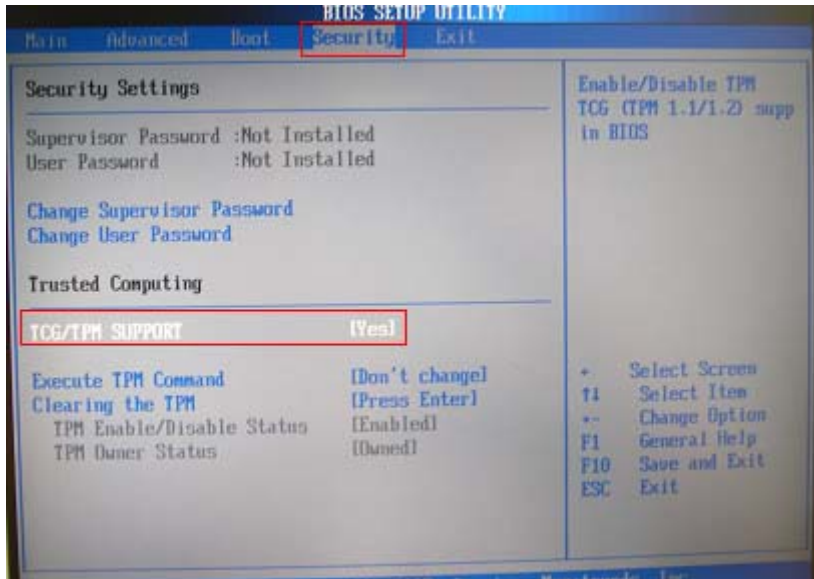 BIOS SETUP UTILITY
Main Advanced Boot Security Exit
Security Settings
Supervisor Password :Not Installed
User Password :Not Installed
Change Supervisor Password
Change User Password
Trusted Computing
TCG/TPM SUPPORT [Yes]
Execute TPM Command [Don't change]
Clearing the TPM [Press Enter]
TPM Enable/Disable Status [Enabled]
TPM Owner Status [Owned]
Enable/Disable TPM
TCG (TPM 1.1/1.2) supp
in BIOS
Select Screen
↑↓ Select Item
+- Change Option
F1 General Help
F10 Save and Exit
ESC Exit